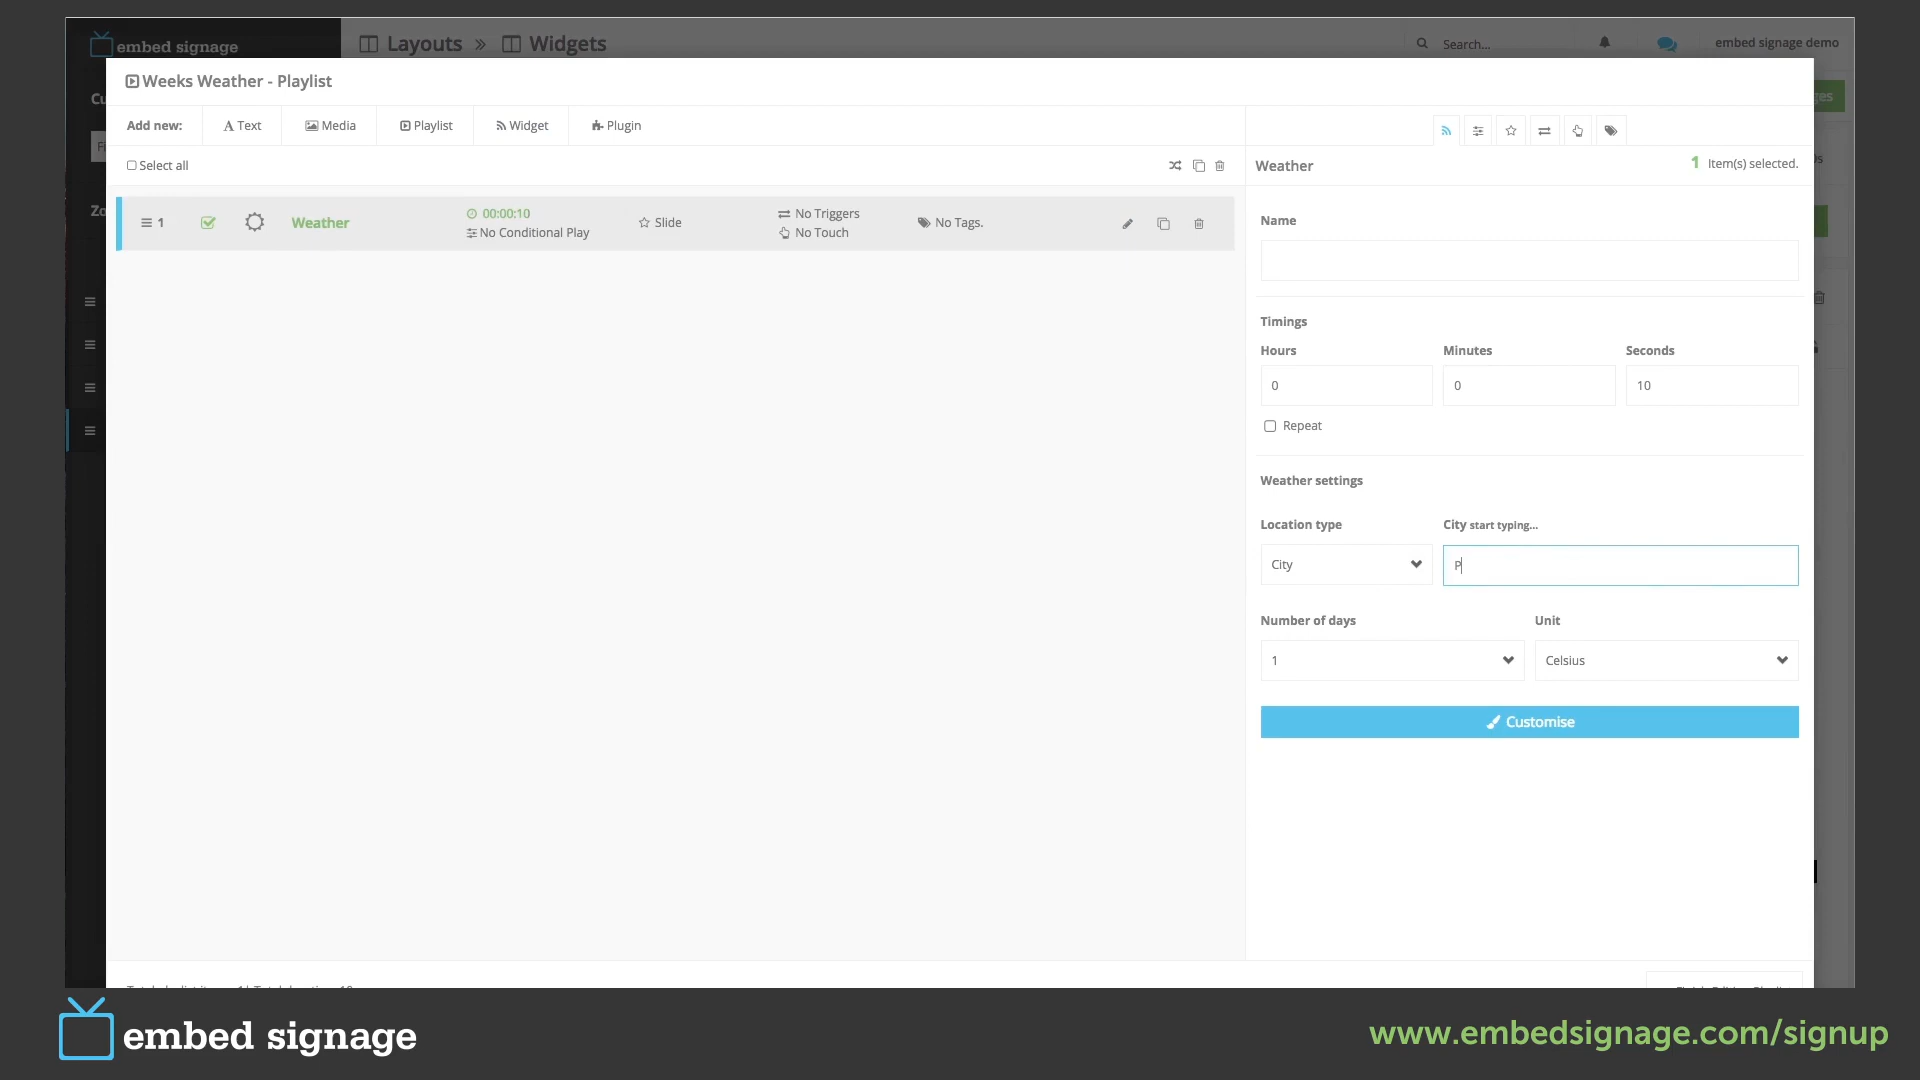 embed signage
Layouts » Widgets
Search...
embed signage demo
Weeks Weather - Playlist
Add new:
Text
Media
Playlist
Widget
Plugin
Select all
Weather
1 Item(s) selected.
1
Weather
00:00:10
No Conditional Play
Slide
No Triggers
No Touch
No Tags.
Name
Timings
Hours
Minutes
Seconds
0
0
10
Repeat
Weather settings
Location type
City start typing...
City
P
Number of days
Unit
1
Celsius
Customise
embed signage
www.embedsignage.com/signup